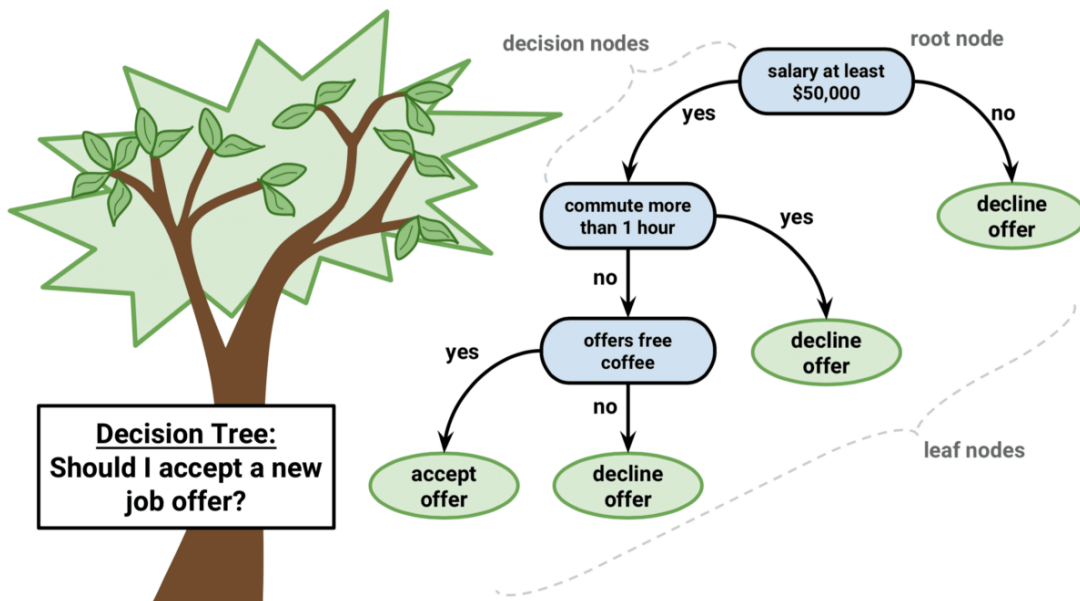 decision nodes
root node
salary at least
$50,000
yes
no
commute more
than 1 hour
yes
decline
offer
no
offers free
coffee
decline
offer
yes
no
leaf nodes
accept
offer
decline
offer
Decision Tree:
Should I accept a new
job offer?